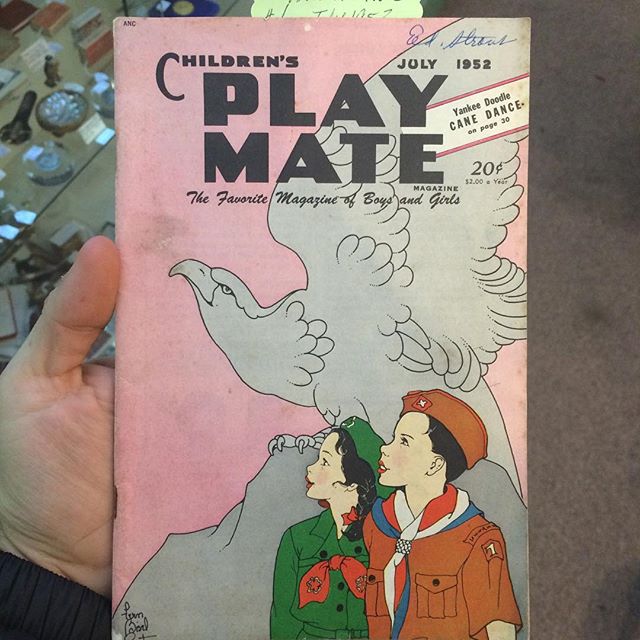 ANC
Ed. Straus
CHILDREN'S
JULY 1952
PLAY
MATE
MAGAZINE
The Favorite Magazine of Boys and Girls
Yankee Doodle
CANE DANCE
on page 30
20¢
$2.00 a Year